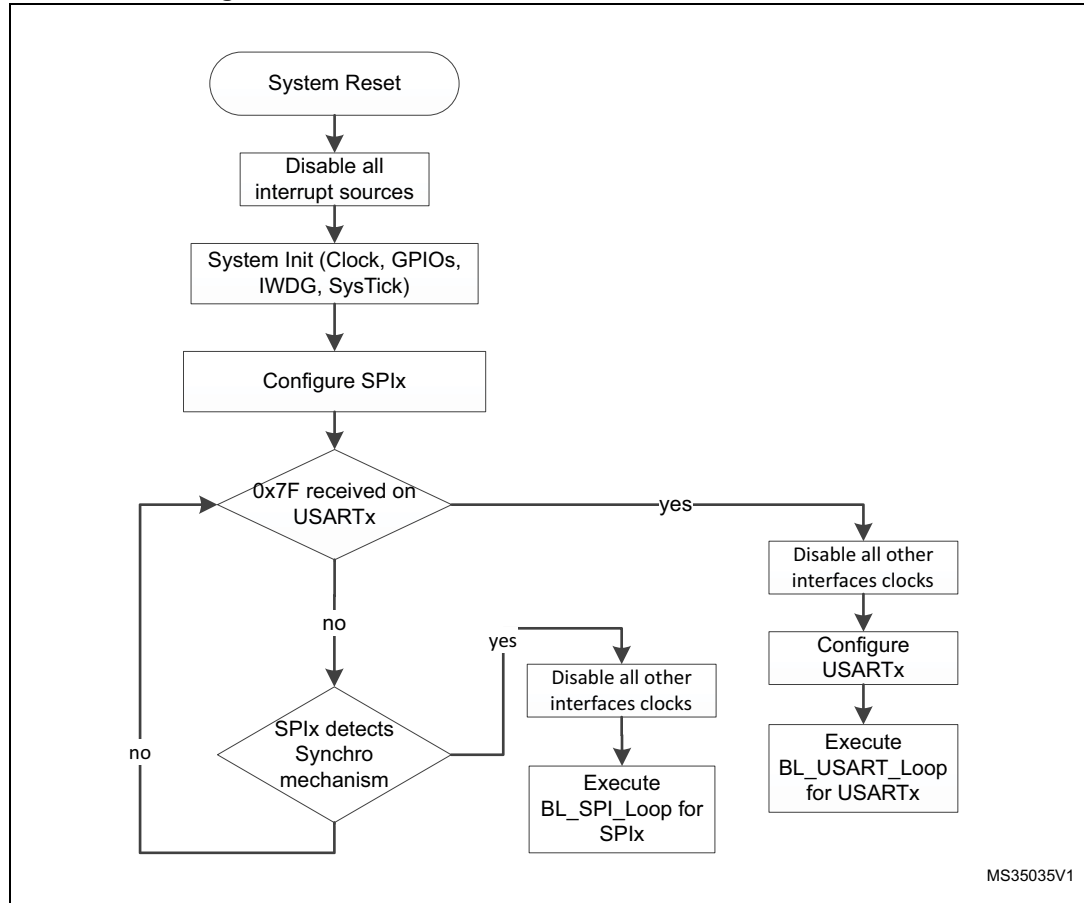 System Reset
Disable all
interrupt sources
System Init (Clock, GPIOs,
IWDG, SysTick)
Configure SPIx
0x7F received on
USARTx
yes
Disable all other
interfaces clocks
Configure
USARTx
Execute
BL_USART_Loop
for USARTx
no
SPIx detects
Synchro
mechanism
yes
Disable all other
interfaces clocks
Execute
BL_SPI_Loop for
SPIx
no
MS35035V1